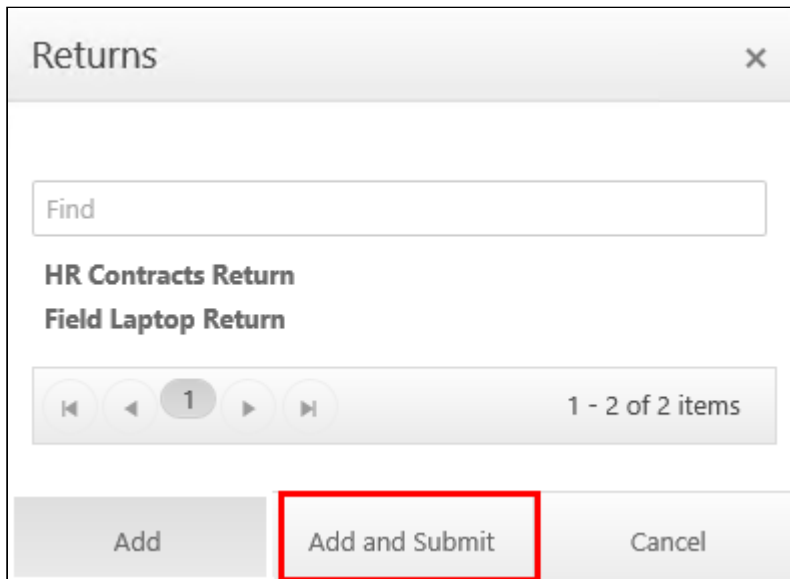 Returns ×
Find
HR Contracts Return
Field Laptop Return
1 1 - 2 of 2 items
Add Add and Submit Cancel